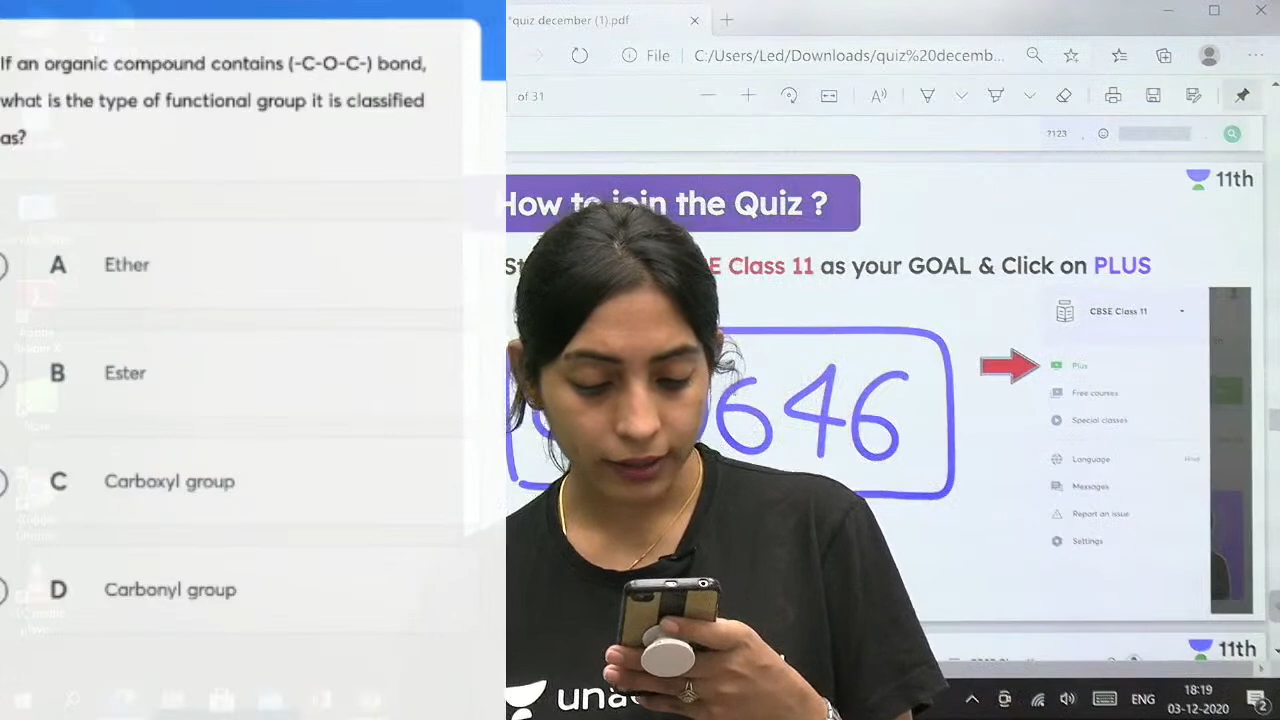 If an organic compound contains (-C-O-C-) bond,
what is the type of functional group it is classified
as?
A Ether
B Ester
C Carboxyl group
D Carbonyl group
*quiz december (1).pdf
File C:/Users/Led/Downloads/quiz%20decemb...
of 31
?123
11th
How to join the Quiz ?
Class 11 as your GOAL & Click on PLUS
646
CBSE Class 11
Plus
Free courses
Special classes
Language
Hindi
Messages
Report an issue
Settings
11th
una
ENG
18:19
03-12-2020
2